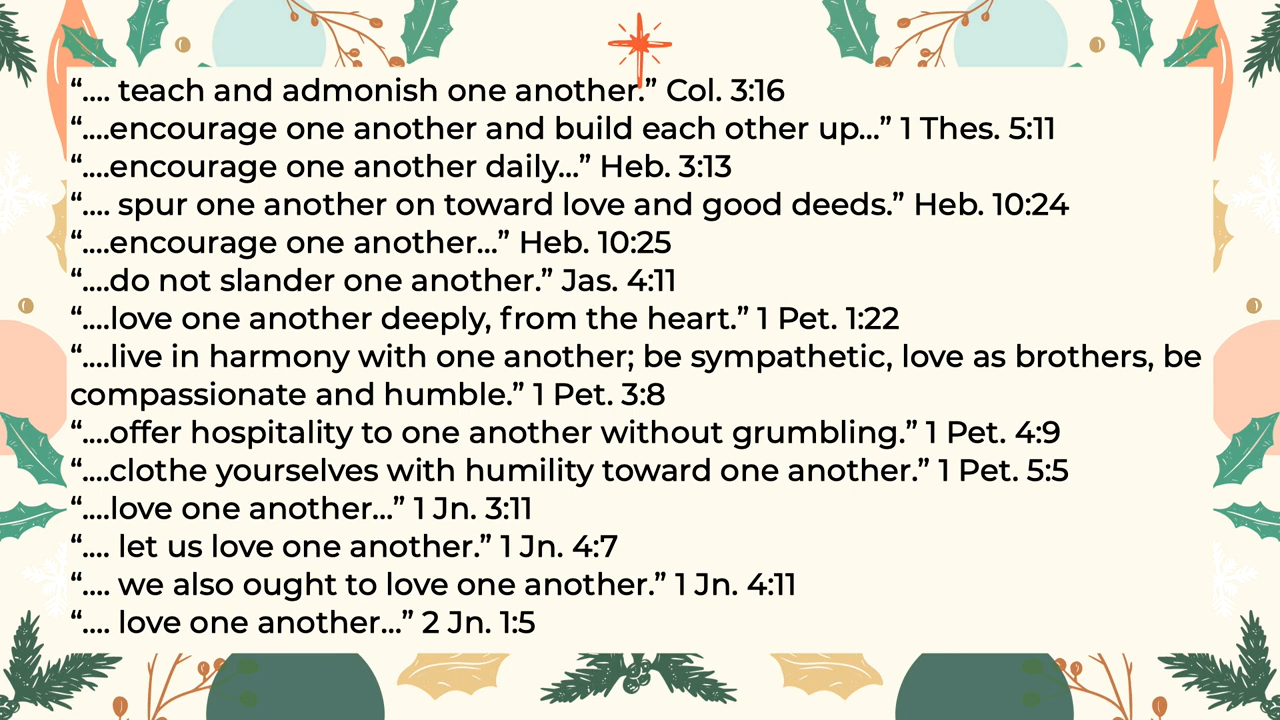 “.... teach and admonish one another.” Col. 3:16
“....encourage one another and build each other up...” 1 Thes. 5:11
“....encourage one another daily...” Heb. 3:13
“.... spur one another on toward love and good deeds.” Heb. 10:24
“....encourage one another...” Heb. 10:25
“....do not slander one another.” Jas. 4:11
“....love one another deeply, from the heart.” 1 Pet. 1:22
“....live in harmony with one another; be sympathetic, love as brothers, be
compassionate and humble.” 1 Pet. 3:8
“....offer hospitality to one another without grumbling.” 1 Pet. 4:9
“....clothe yourselves with humility toward one another.” 1 Pet. 5:5
“....love one another...” 1 Jn. 3:11
“.... let us love one another.” 1 Jn. 4:7
“.... we also ought to love one another.” 1 Jn. 4:11
“.... love one another...” 2 Jn. 1:5